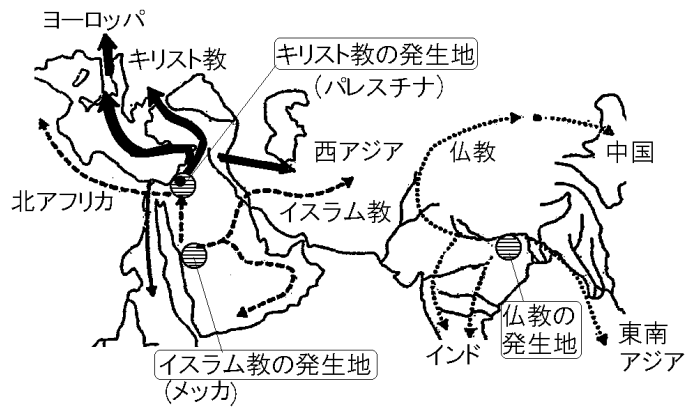 ヨーロッパ
キリスト教
キリスト教の発生地
(パレスチナ)
西アジア
仏教
中国
北アフリカ
イスラム教
仏教の
発生地
インド
東南
アジア
イスラム教の発生地
(メッカ)